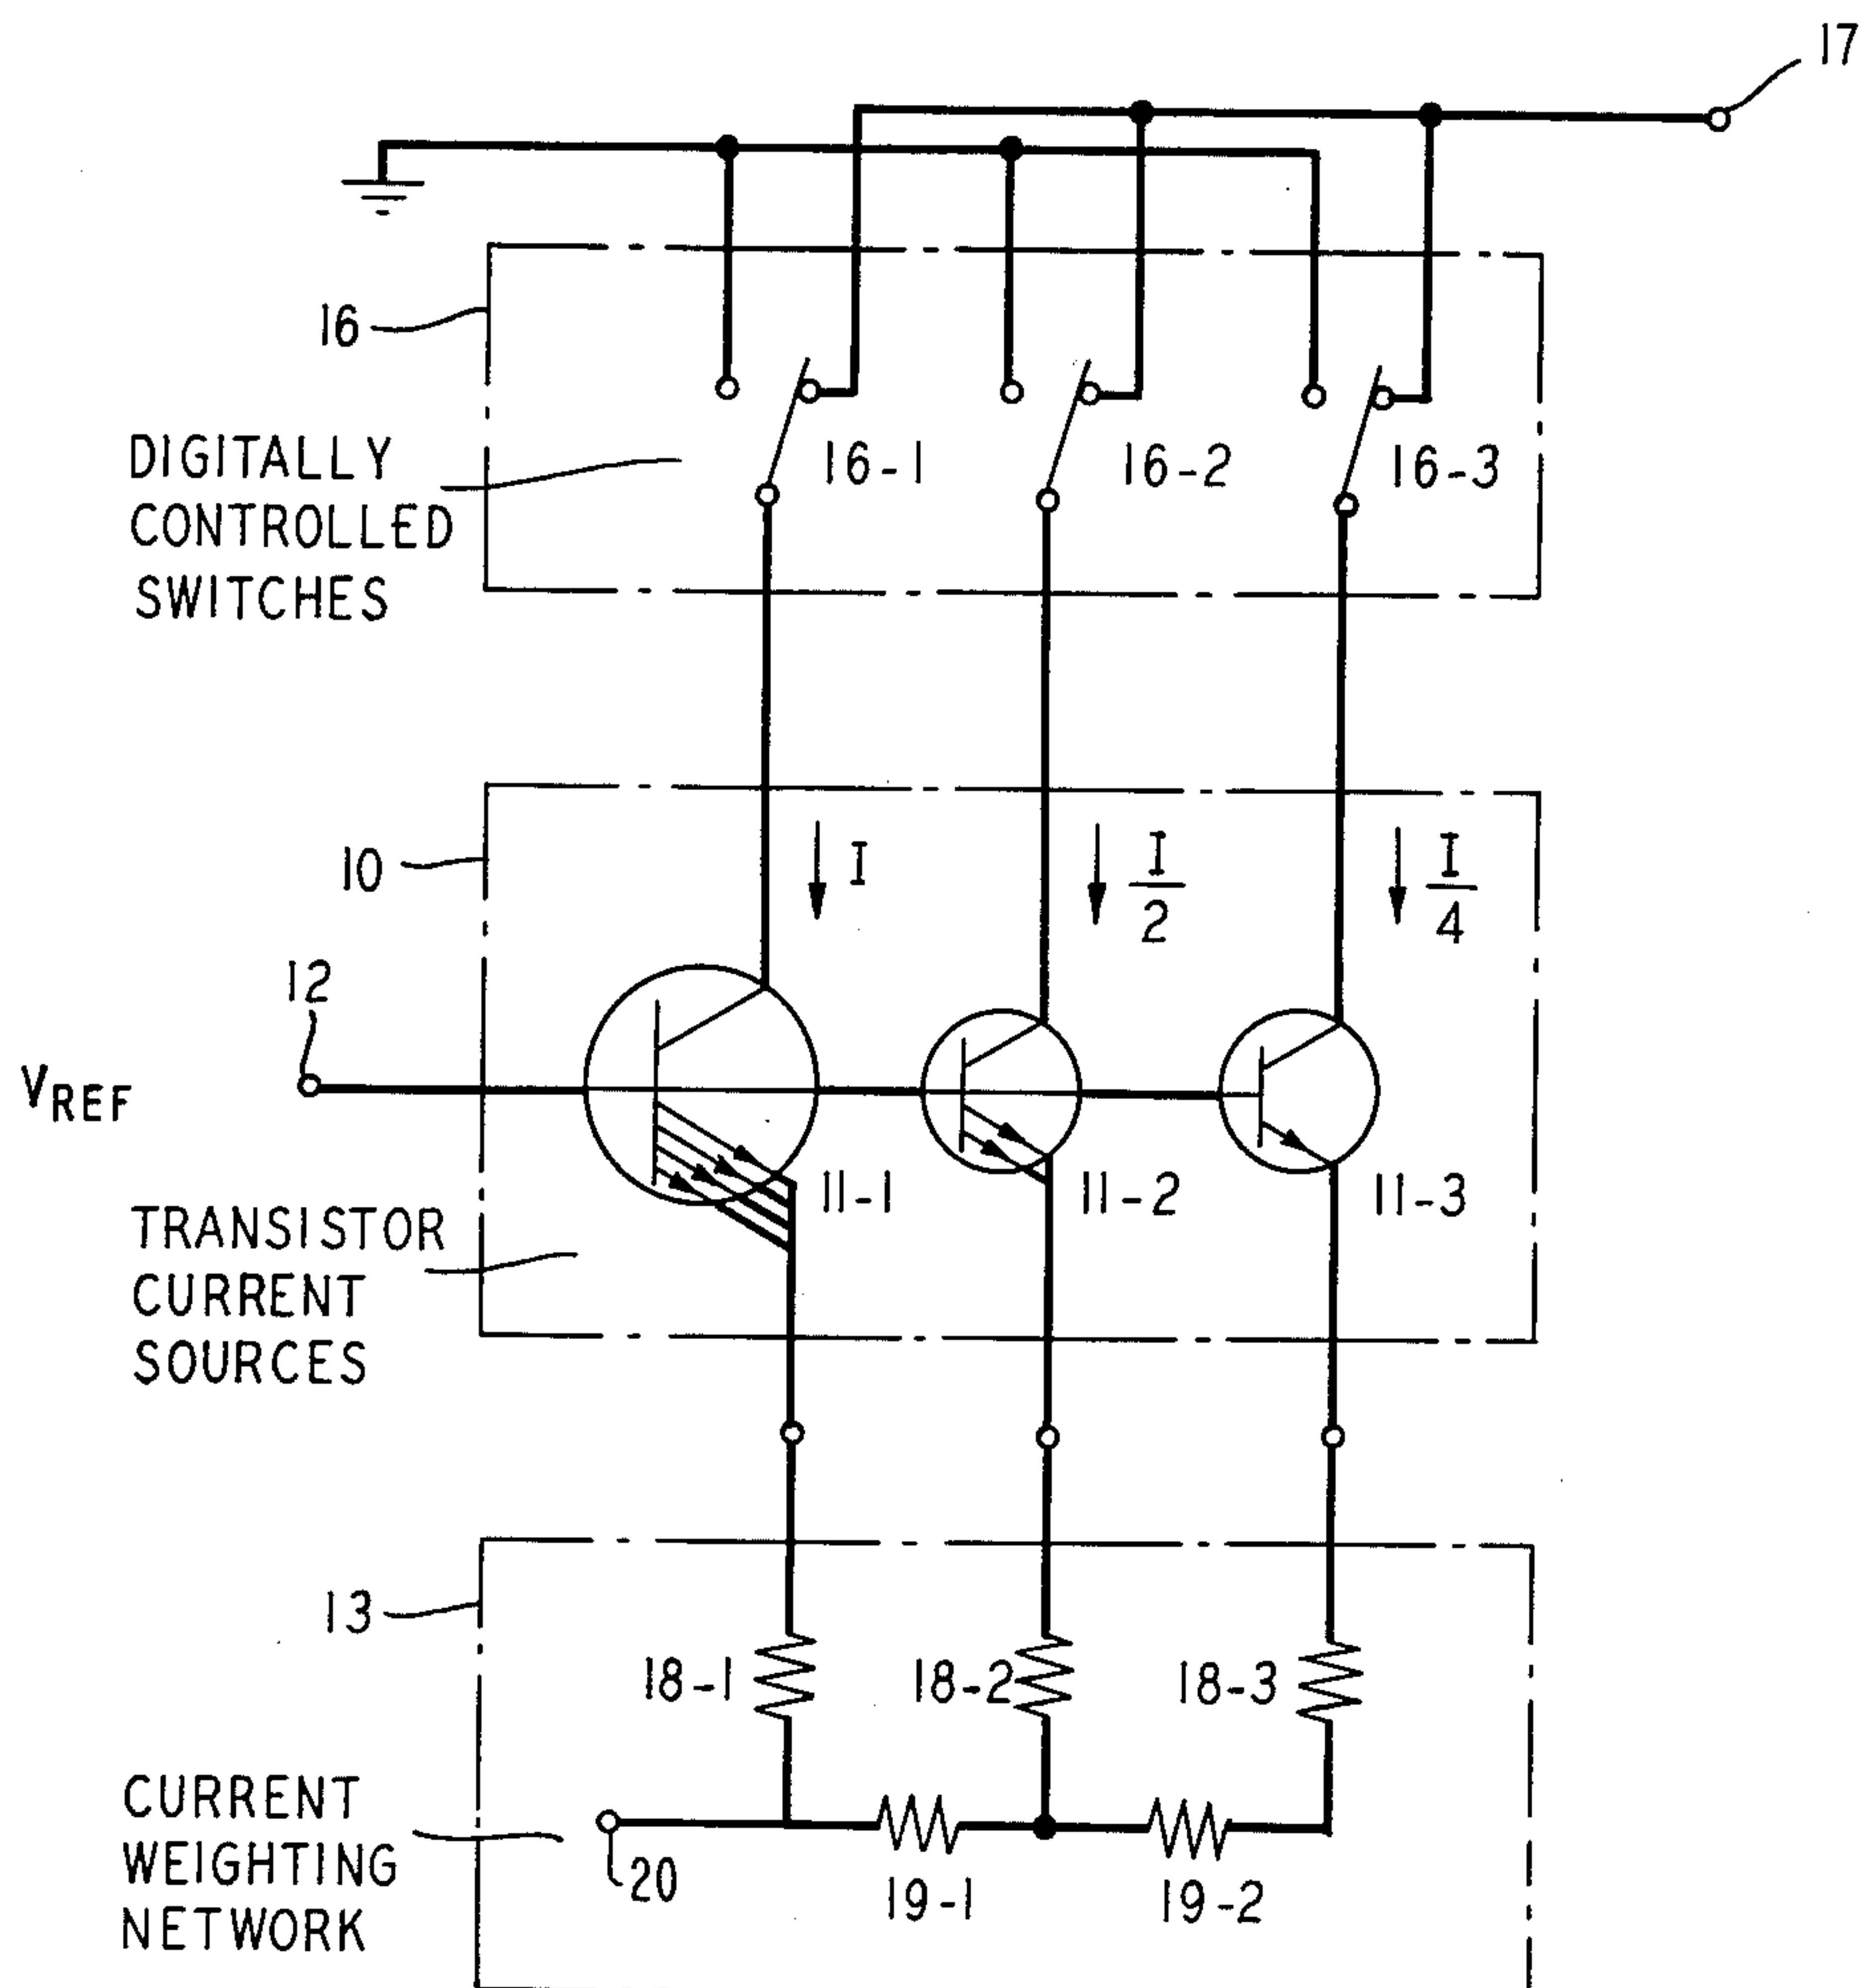 17
16
DIGITALLY
CONTROLLED
SWITCHES
16-1
16-2
16-3
10
I
I
2
I
4
12
VREF
11-1
11-2
11-3
TRANSISTOR
CURRENT
SOURCES
13
18-1
18-2
18-3
CURRENT
WEIGHTING
NETWORK
20
19-1
19-2